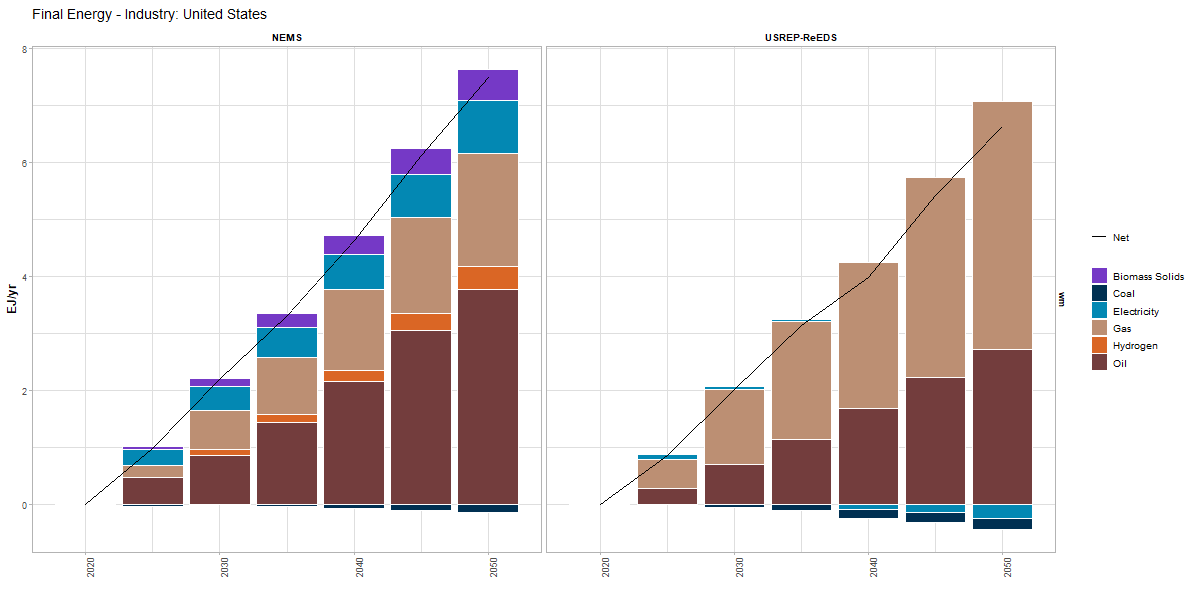 Final Energy - Industry: United States
NEMS
USREP-ReEDS
EJ/yr
8
6
4
2
0
2020
2030
2040
2050
2020
2030
2040
2050
wm
Net
Biomass Solids
Coal
Electricity
Gas
Hydrogen
Oil